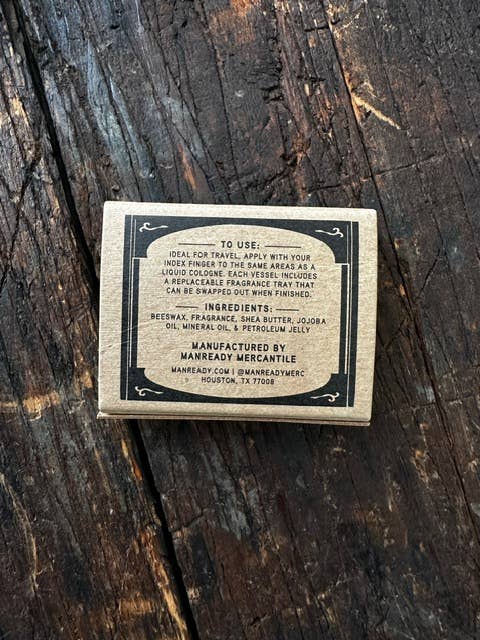 TO USE:
IDEAL FOR TRAVEL, APPLY WITH YOUR
INDEX FINGER TO THE SAME AREAS AS A
LIQUID COLOGNE. EACH VESSEL INCLUDES
A REPLACEABLE FRAGRANCE TRAY THAT
CAN BE SWAPPED OUT WHEN FINISHED.
INGREDIENTS:
BEESWAX, FRAGRANCE, SHEA BUTTER, JOJOBA
OIL, MINERAL OIL, & PETROLEUM JELLY
MANUFACTURED BY
MANREADY MERCANTILE
MANREADY.COM | @MANREADYMERC
HOUSTON, TX 77008